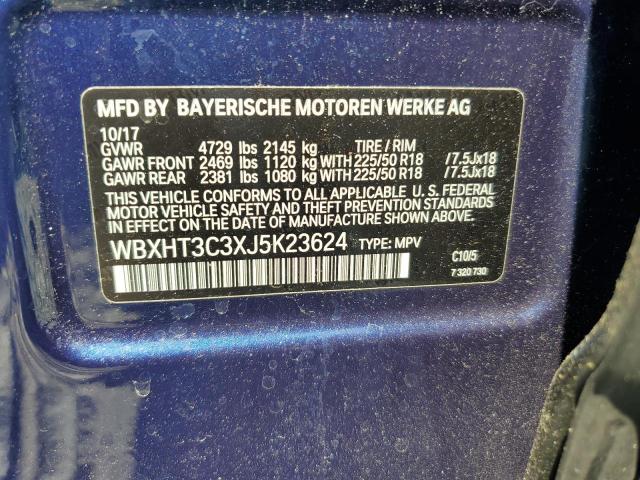 MFD BY BAYERISCHE MOTOREN WERKE AG
10/17
GVWR 4729 lbs 2145 kg TIRE / RIM
GAWR FRONT 2469 lbs 1120 kg WITH 225/50 R18 /7.5Jx18
GAWR REAR 2381 lbs 1080 kg WITH 225/50 R18 /7.5Jx18
THIS VEHICLE CONFORMS TO ALL APPLICABLE U. S. FEDERAL
MOTOR VEHICLE SAFETY AND THEFT PREVENTION STANDARDS
IN EFFECT ON THE DATE OF MANUFACTURE SHOWN ABOVE.
WBXHT3C3XJ5K23624 TYPE: MPV
C10/5
7 320 730